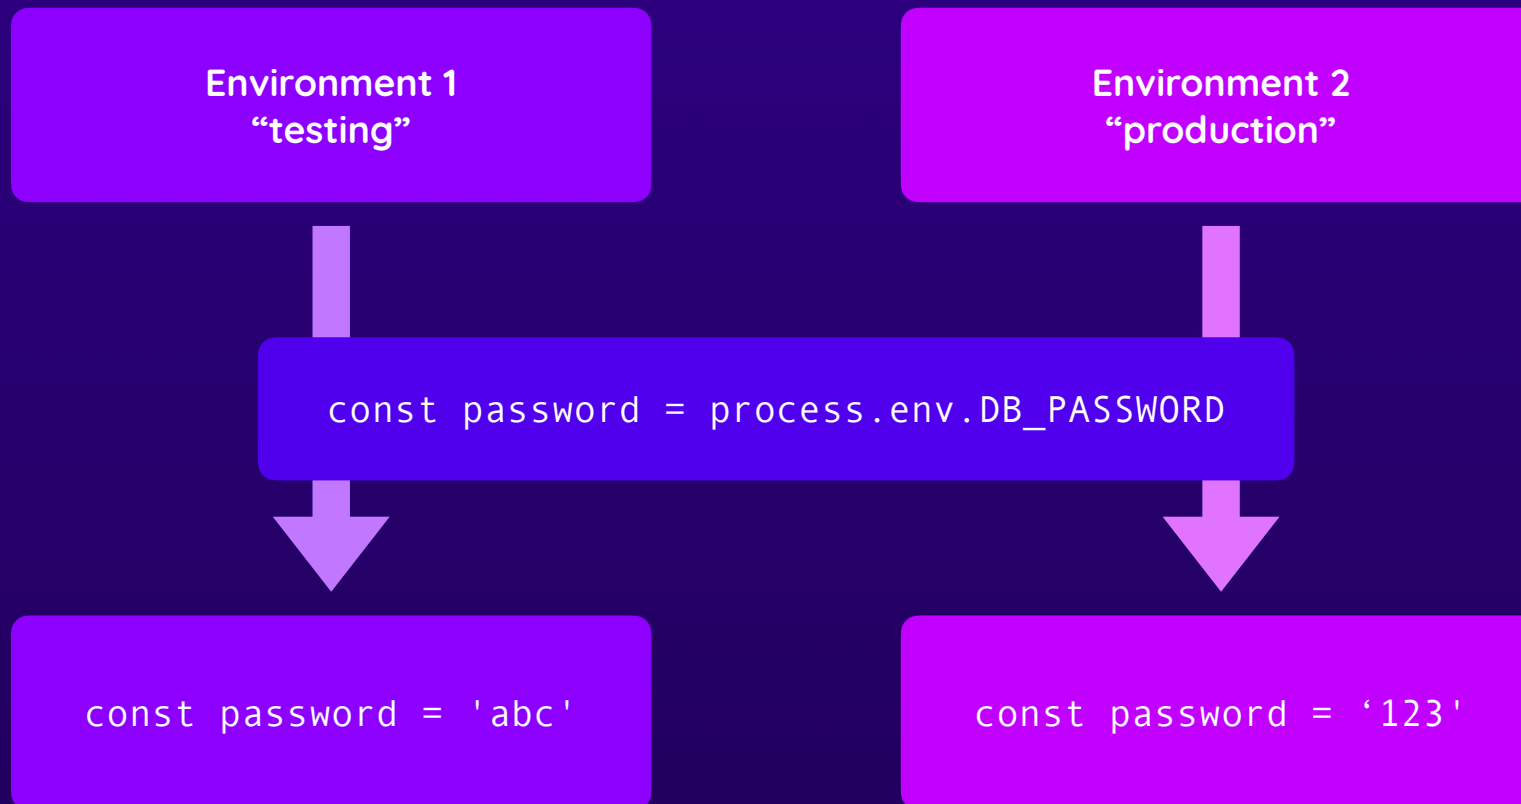 Environment 1
“testing”
Environment 2
“production”
const password = process.env.DB_PASSWORD
const password = 'abc'
const password = ‘123'